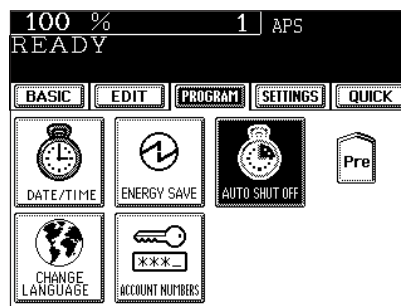 100 % 1 APS
READY
BASIC EDIT PROGRAM SETTINGS QUICK
DATE/TIME ENERGY SAVE AUTO SHUT OFF Pre
CHANGE
LANGUAGE ACCOUNT NUMBERS
***_